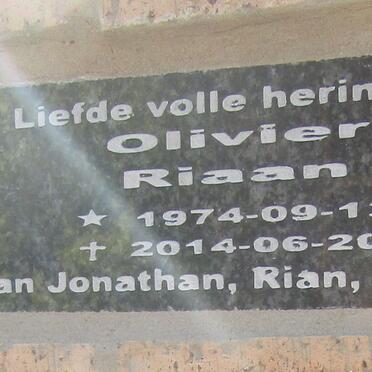 Liefde volle herin
Olivier
Riaan
★ 1974-09-1
✝ 2014-06-20
an Jonathan, Rian,